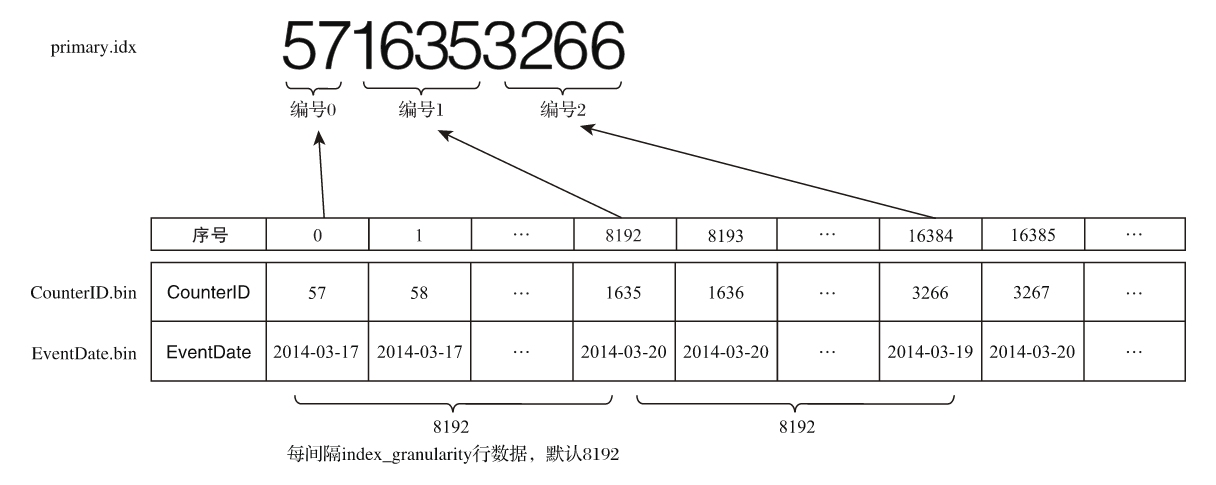 primary.idx 5716353266
编号0 编号1 编号2
序号 0 1 … 8192 8193 … 16384 16385 …
CounterID.bin CounterID 57 58 … 1635 1636 … 3266 3267 …
EventDate.bin EventDate 2014-03-17 2014-03-17 … 2014-03-20 2014-03-20 … 2014-03-19 2014-03-20 …
8192 8192
每间隔index_granularity行数据，默认8192